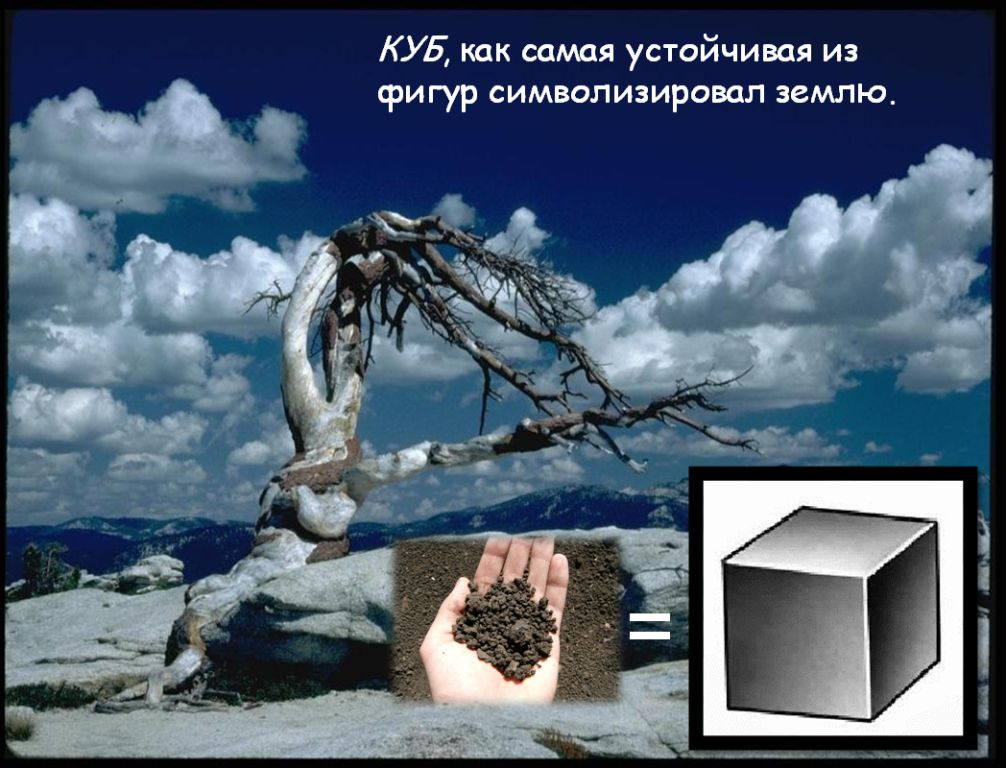 КУБ, как самая устойчивая из
фигур символизировал землю.
=